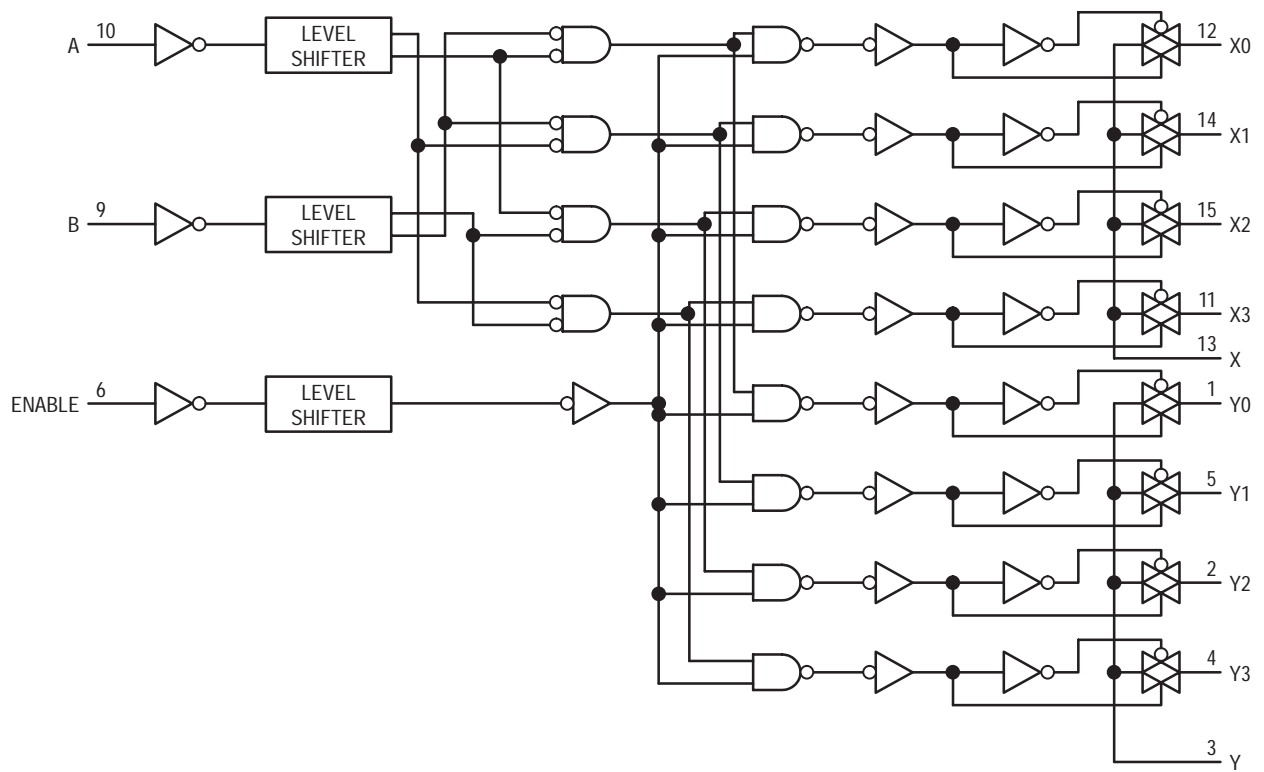 A 10 LEVEL SHIFTER 12 X0
14 X1
B 9 LEVEL SHIFTER 15 X2
11 X3
13 X
ENABLE 6 LEVEL SHIFTER 1 Y0
5 Y1
2 Y2
4 Y3
3 Y